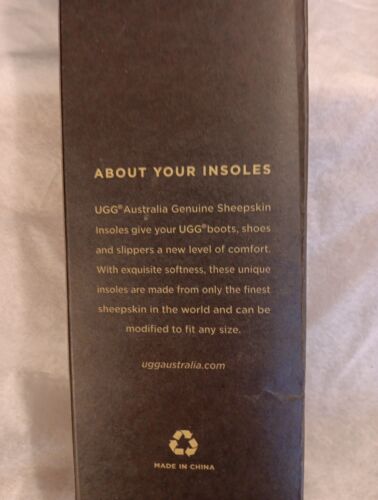 ABOUT YOUR INSOLES
UGG®Australia Genuine Sheepskin
Insoles give your UGG®boots, shoes
and slippers a new level of comfort.
With exquisite softness, these unique
insoles are made from only the finest
sheepskin in the world and can be
modified to fit any size.
uggaustralia.com
MADE IN CHINA